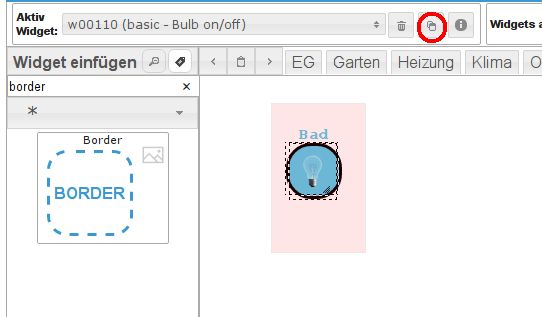 Aktiv
Widget:
w00110 (basic - Bulb on/off)
Widgets a
Widget einfügen
EG
Garten
Heizung
Klima
O
border
*
Border
BORDER
Bad